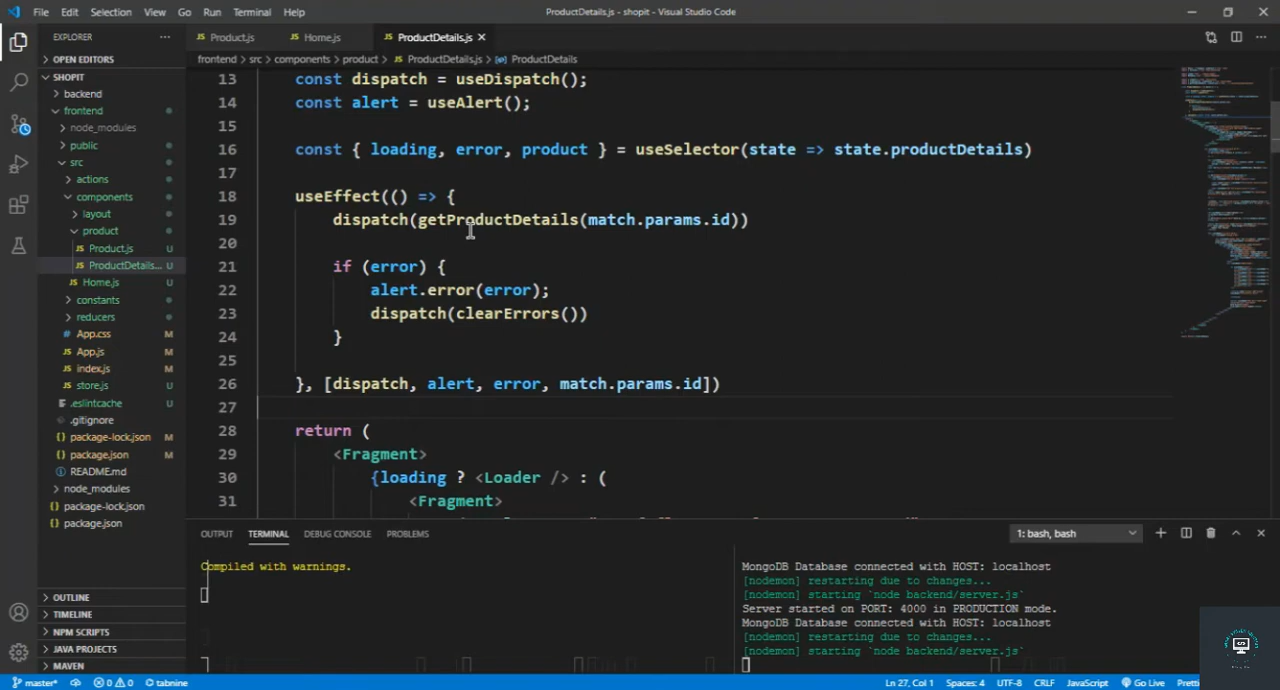 File Edit Selection View Go Run Terminal Help
ProductDetails.js - shopit - Visual Studio Code
EXPLORER
OPEN EDITORS
SHOPIT
backend
frontend
node_modules
public
src
actions
components
layout
product
Product.js U
ProductDetails... U
Home.js U
constants
reducers
App.css M
App.js M
index.js M
store.js U
.eslintcache U
.gitignore
package-lock.json M
package.json M
README.md
node_modules
package-lock.json
package.json
OUTLINE
TIMELINE
NPM SCRIPTS
JAVA PROJECTS
MAVEN
Product.js Home.js ProductDetails.js
frontend > src > components > product > ProductDetails.js > ProductDetails
13 const dispatch = useDispatch();
14 const alert = useAlert();
15
16 const { loading, error, product } = useSelector(state => state.productDetails)
17
18 useEffect(() => {
19 dispatch(getProductDetails(match.params.id))
20
21 if (error) {
22 alert.error(error);
23 dispatch(clearErrors())
24 }
25
26 }, [dispatch, alert, error, match.params.id])
27
28 return (
29 <Fragment>
30 {loading ? <Loader /> : (
31 <Fragment>
OUTPUT TERMINAL DEBUG CONSOLE PROBLEMS
1: bash, bash
Compiled with warnings.
MongoDB Database connected with HOST: localhost
[nodemon] restarting due to changes...
[nodemon] starting `node backend/server.js`
Server started on PORT: 4000 in PRODUCTION mode.
MongoDB Database connected with HOST: localhost
[nodemon] restarting due to changes...
[nodemon] starting `node backend/server.js`
master* 0 0 tabnine
Ln 27, Col 1 Spaces: 4 UTF-8 CRLF JavaScript Go Live